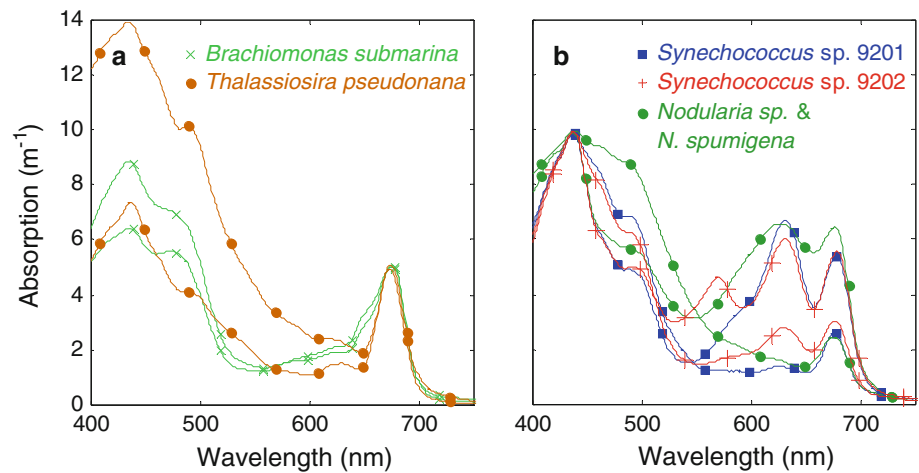 14
12
10
8
6
4
2
0
Absorption (m⁻¹)
a
Brachiomonas submarina
Thalassiosira pseudonana
400
500
600
700
Wavelength (nm)
b
Synechococcus sp. 9201
Synechococcus sp. 9202
Nodularia sp. &
N. spumigena
400
500
600
700
Wavelength (nm)